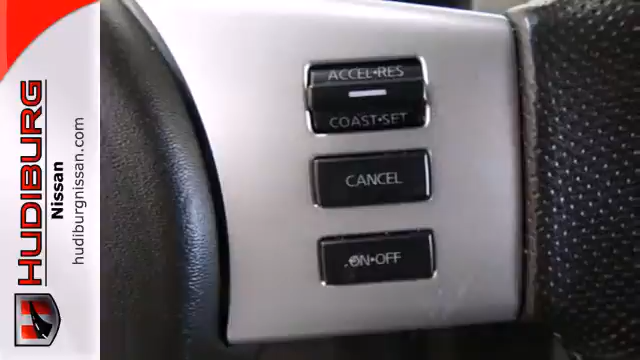 HUDIBURG
Nissan
hudiburgnissan.com
ACCEL•RES
COAST•SET
CANCEL
ON•OFF